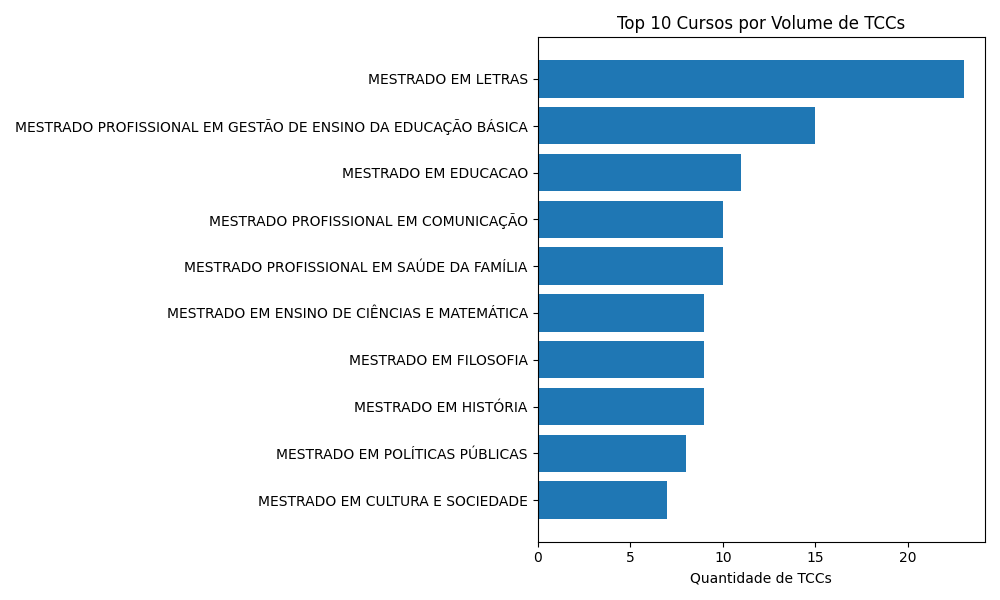 Top 10 Cursos por Volume de TCCs
MESTRADO EM LETRAS
MESTRADO PROFISSIONAL EM GESTÃO DE ENSINO DA EDUCAÇÃO BÁSICA
MESTRADO EM EDUCACAO
MESTRADO PROFISSIONAL EM COMUNICAÇÃO
MESTRADO PROFISSIONAL EM SAÚDE DA FAMÍLIA
MESTRADO EM ENSINO DE CIÊNCIAS E MATEMÁTICA
MESTRADO EM FILOSOFIA
MESTRADO EM HISTÓRIA
MESTRADO EM POLÍTICAS PÚBLICAS
MESTRADO EM CULTURA E SOCIEDADE
0 5 10 15 20
Quantidade de TCCs